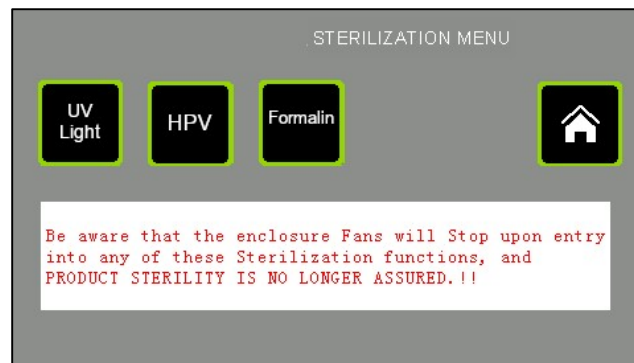 STERILIZATION MENU
UV
Light
HPV
Formalin
Be aware that the enclosure Fans will Stop upon entry
into any of these Sterilization functions, and
PRODUCT STERILITY IS NO LONGER ASSURED.!!